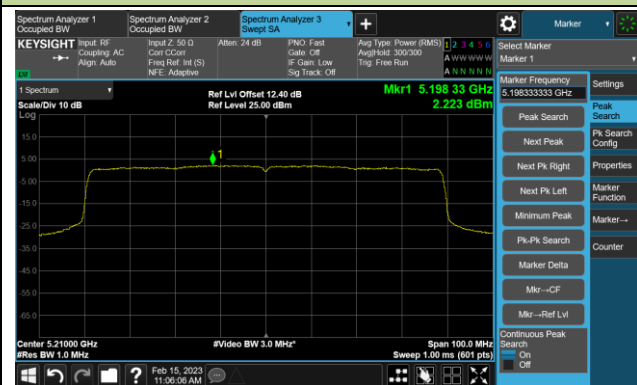 Spectrum Analyzer 1
Occupied BW
Spectrum Analyzer 2
Occupied BW
Spectrum Analyzer 3
Swept SA
+
Marker
KEYSIGHT
Input: RF
Coupling: AC
Align: Auto
Input Z: 50 Ω
Corr CCorr
Freq Ref: Int (S)
NFE: Adaptive
Atten: 24 dB
PNO: Fast
Gate: Off
IF Gain: Low
Sig Track: Off
Avg Type: Power (RMS)
Avg|Hold: 300/300
Trig: Free Run
1 2 3 4 5 6
A W W W W W
A N N N N N
Select Marker
Marker 1
1 Spectrum
Scale/Div 10 dB
Log
Ref Lvl Offset 12.40 dB
Ref Level 25.00 dBm
Mkr1 5.198 33 GHz
2.223 dBm
15.0
5.00
-5.00
-15.0
-25.0
-35.0
-45.0
-55.0
-65.0
1
Center 5.21000 GHz
#Res BW 1.0 MHz
#Video BW 3.0 MHz*
Span 100.0 MHz
Sweep 1.00 ms (601 pts)
Marker Frequency
5.198333333 GHz
Peak Search
Next Peak
Next Pk Right
Next Pk Left
Minimum Peak
Pk-Pk Search
Marker Delta
Mkr→CF
Mkr→Ref Lvl
Continuous Peak
Search
On
Off
Settings
Peak
Search
Pk Search
Config
Properties
Marker
Function
Marker→
Counter
?
Feb 15, 2023
11:06:06 AM